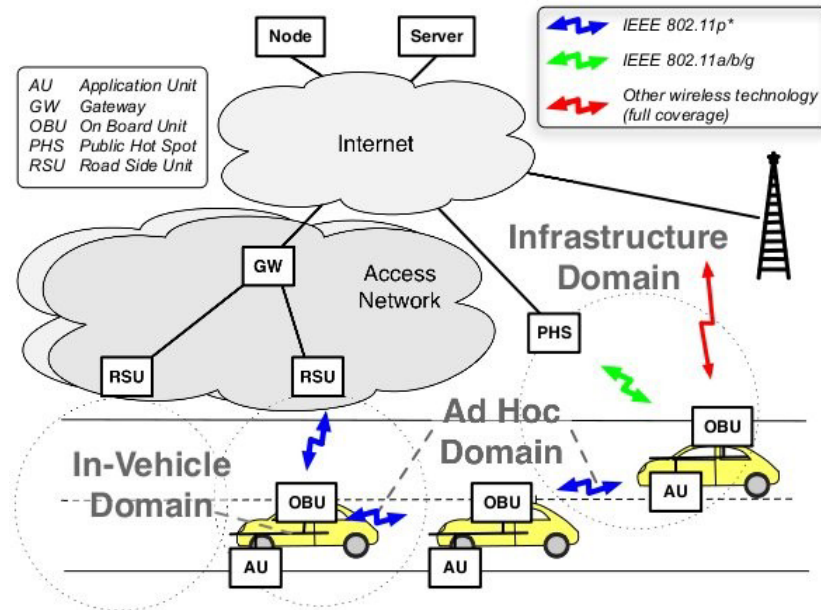 Node
Server
IEEE 802.11p*
IEEE 802.11a/b/g
Other wireless technology
(full coverage)
AU Application Unit
GW Gateway
OBU On Board Unit
PHS Public Hot Spot
RSU Road Side Unit
Internet
Infrastructure
Domain
GW
Access
Network
PHS
RSU
RSU
Ad Hoc
Domain
OBU
In-Vehicle
Domain
OBU
OBU
AU
AU
AU